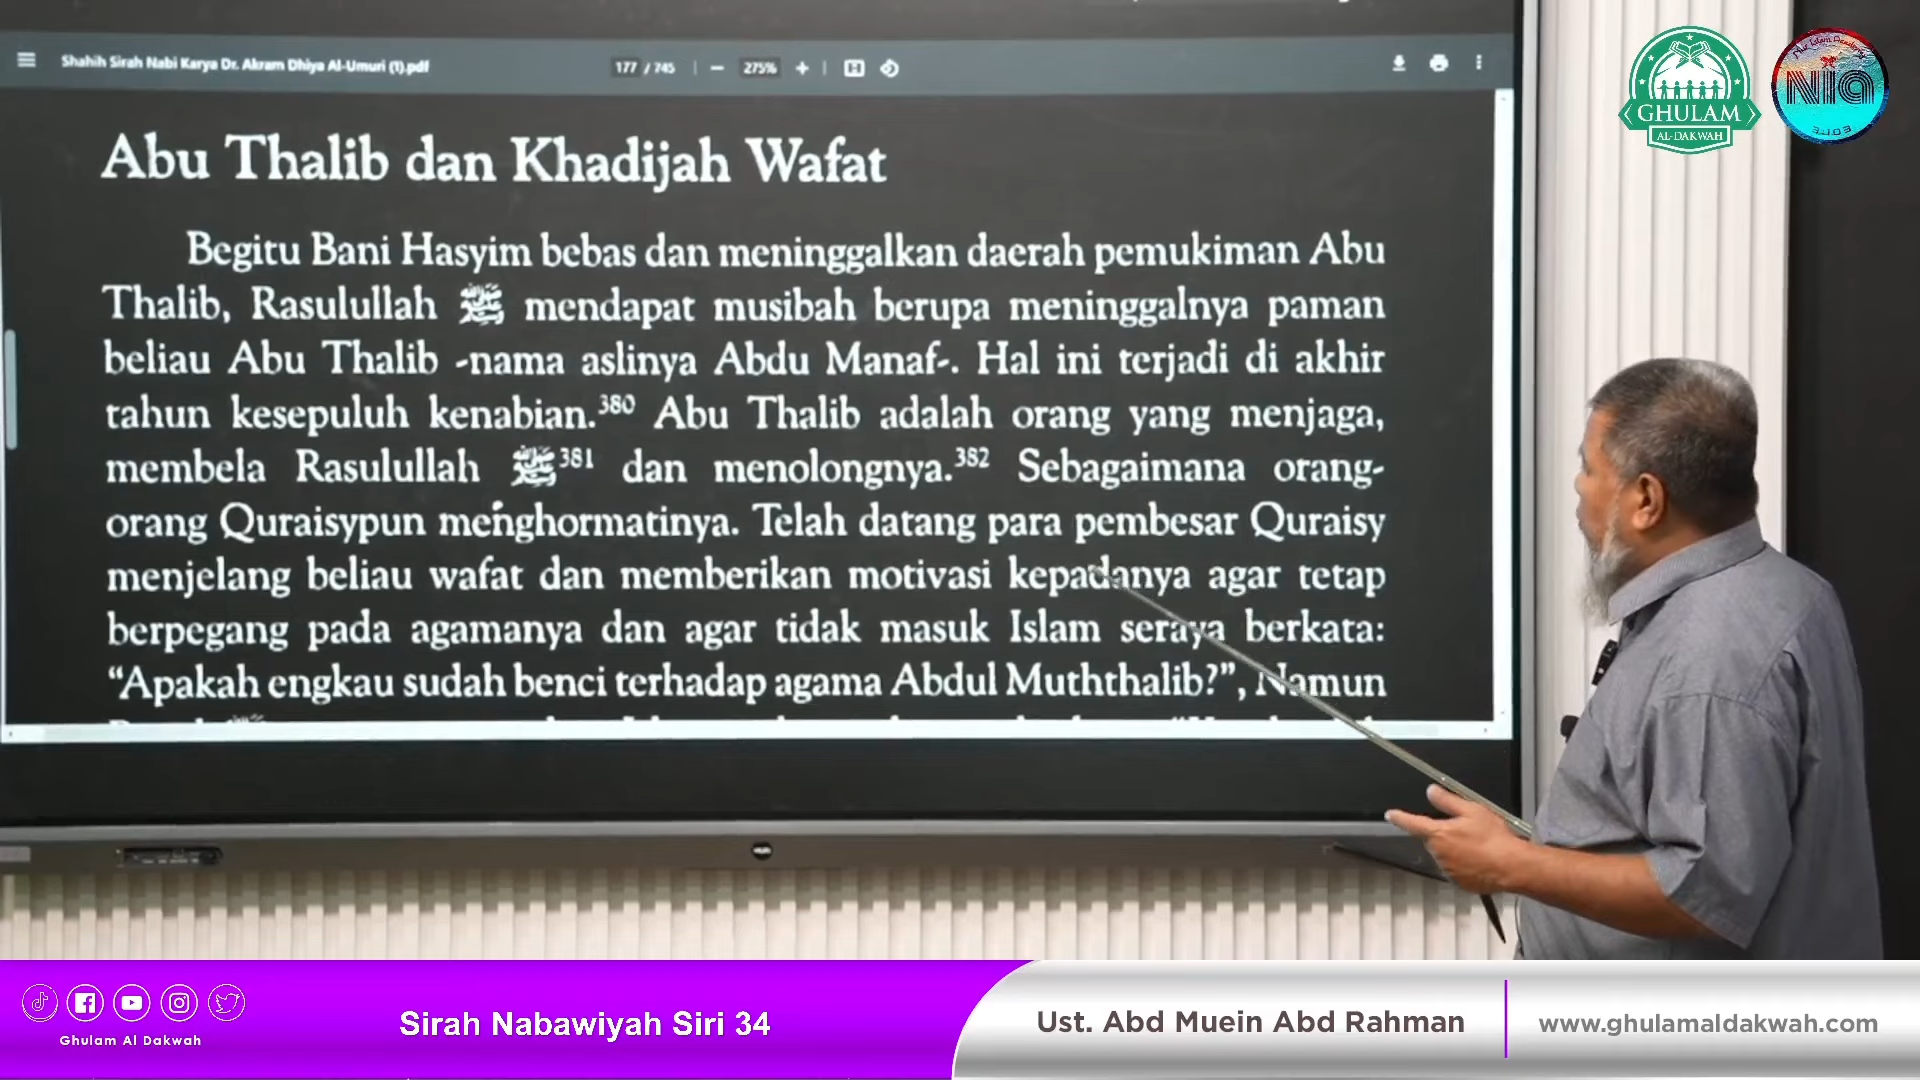 Shahih Sirah Nabi Karya Dr. Akram Dhiya Al-Umuri (1).pdf
177 / 745
275%
GHULAM
AL-DAKWAH
NIA
Abu Thalib dan Khadijah Wafat
Begitu Bani Hasyim bebas dan meninggalkan daerah pemukiman Abu
Thalib, Rasulullah ﷺ mendapat musibah berupa meninggalnya paman
beliau Abu Thalib -nama aslinya Abdu Manaf-. Hal ini terjadi di akhir
tahun kesepuluh kenabian.380 Abu Thalib adalah orang yang menjaga,
membela Rasulullah ﷺ381 dan menolongnya.382 Sebagaimana orang-
orang Quraisypun menghormatinya. Telah datang para pembesar Quraisy
menjelang beliau wafat dan memberikan motivasi kepadanya agar tetap
berpegang pada agamanya dan agar tidak masuk Islam seraya berkata:
“Apakah engkau sudah benci terhadap agama Abdul Muththalib?”, Namun
Ghulam Al Dakwah
Sirah Nabawiyah Siri 34
Ust. Abd Muein Abd Rahman
www.ghulamaldakwah.com